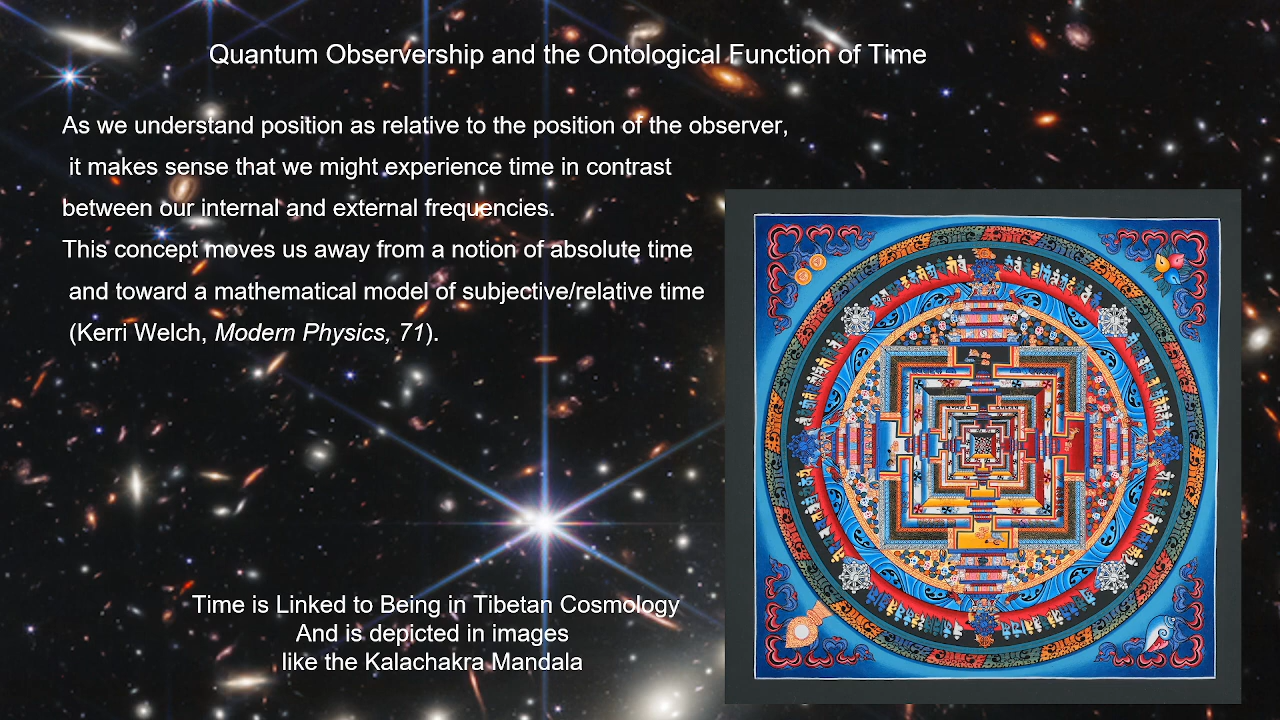 Quantum Observership and the Ontological Function of Time
As we understand position as relative to the position of the observer,
it makes sense that we might experience time in contrast
between our internal and external frequencies.
This concept moves us away from a notion of absolute time
and toward a mathematical model of subjective/relative time
(Kerri Welch, Modern Physics, 71).
Time is Linked to Being in Tibetan Cosmology
And is depicted in images
like the Kalachakra Mandala